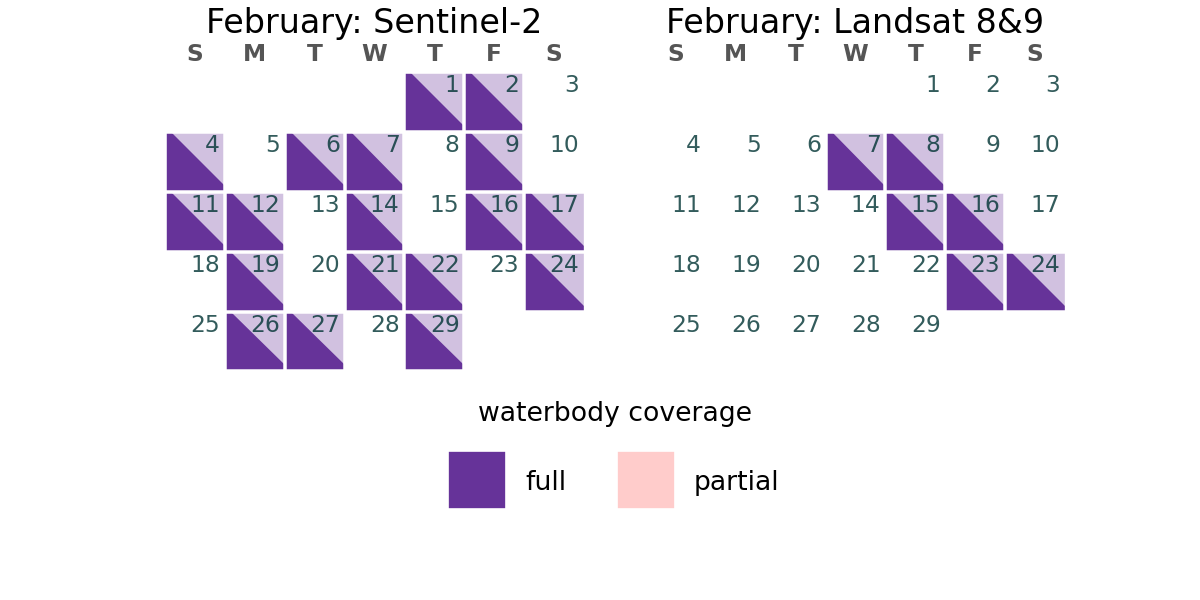 February: Sentinel-2
S M T W T F S
1 2 3
4 5 6 7 8 9 10
11 12 13 14 15 16 17
18 19 20 21 22 23 24
25 26 27 28 29
February: Landsat 8&9
S M T W T F S
1 2 3
4 5 6 7 8 9 10
11 12 13 14 15 16 17
18 19 20 21 22 23 24
25 26 27 28 29
waterbody coverage
full partial